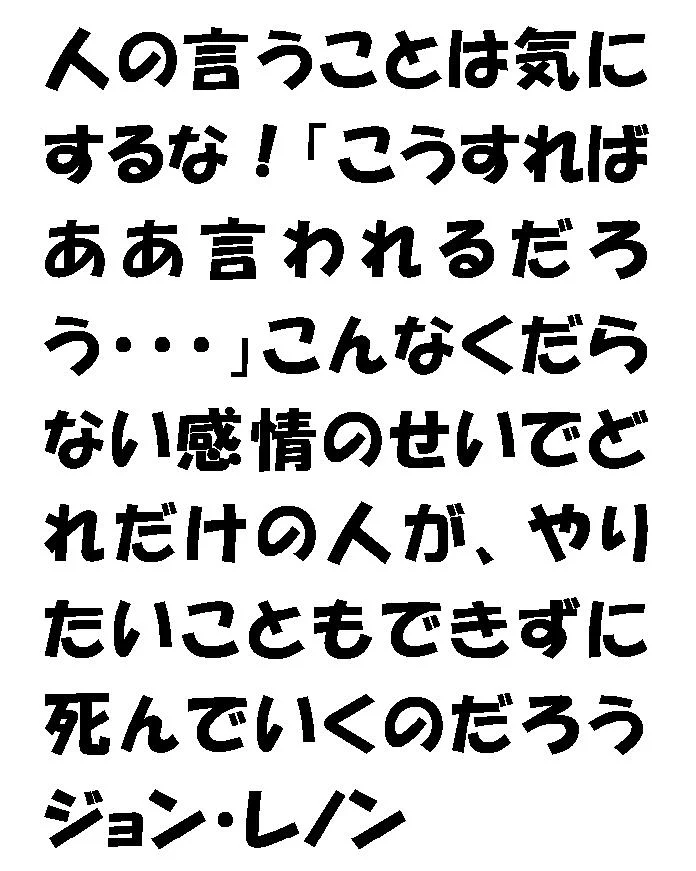 人の言うことは気に
するな！「こうすれば
ああ言われるだろ
う・・・」こんなくだら
ない感情のせいでど
れだけの人が、やり
たいこともできずに
死んでいくのだろう
ジョン・レノン